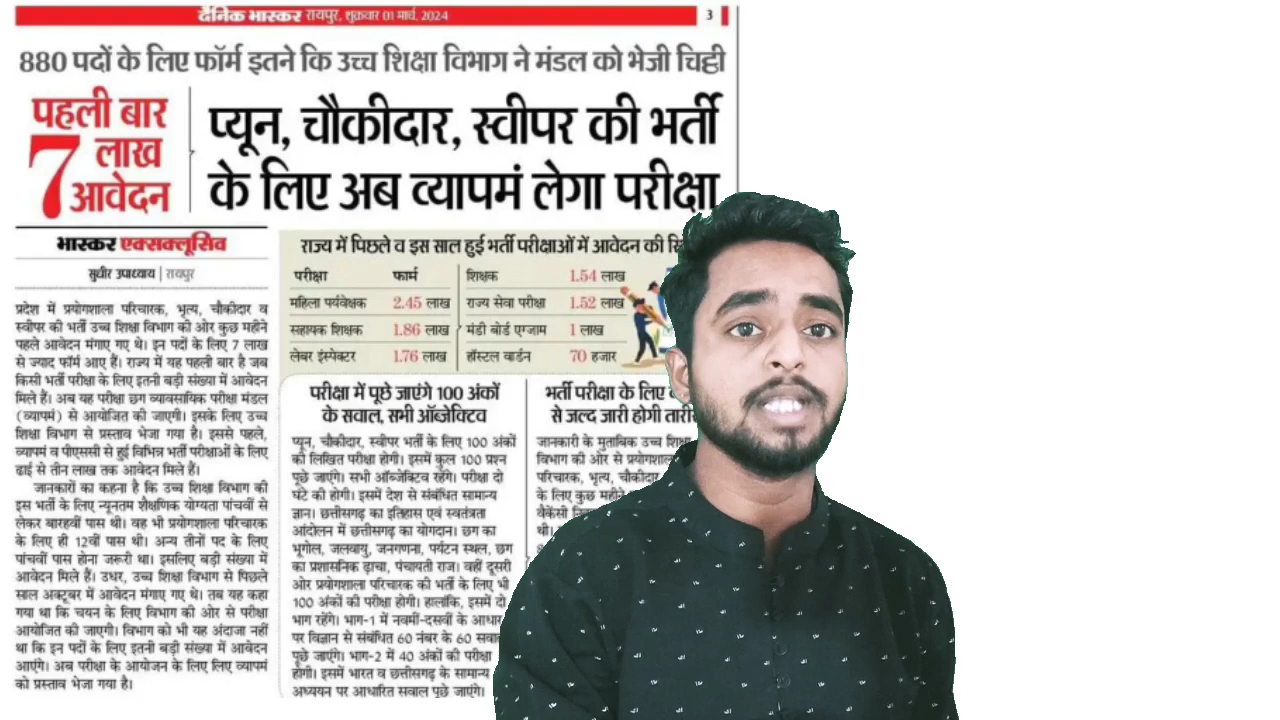 दैनिक भास्कर रायपुर, शुक्रवार 01 मार्च, 2024
3
880 पदों के लिए फॉर्म इतने कि उच्च शिक्षा विभाग ने मंडल को भेजी चिट्ठी
पहली बार
7 लाख
आवेदन
प्यून, चौकीदार, स्वीपर की भर्ती
के लिए अब व्यापमं लेगा परीक्षा
भास्कर एक्सक्लूसिव
सुधीर उपाध्याय | रायपुर
प्रदेश में प्रयोगशाला परिचारक, भृत्य, चौकीदार व
स्वीपर की भर्ती उच्च शिक्षा विभाग की ओर कुछ महीने
पहले आवेदन मंगाए गए थे। इन पदों के लिए 7 लाख
से ज्याद फॉर्म आए हैं। राज्य में यह पहली बार है जब
किसी भर्ती परीक्षा के लिए इतनी बड़ी संख्या में आवेदन
मिले हैं। अब यह परीक्षा छग व्यावसायिक परीक्षा मंडल
(व्यापमं) से आयोजित की जाएगी। इसके लिए उच्च
शिक्षा विभाग से प्रस्ताव भेजा गया है। इससे पहले,
व्यापमं व पीएससी से हुई विभिन्न भर्ती परीक्षाओं के लिए
ढाई से तीन लाख तक आवेदन मिले हैं।
जानकारों का कहना है कि उच्च शिक्षा विभाग की
इस भर्ती के लिए न्यूनतम शैक्षणिक योग्यता पांचवीं से
लेकर बारहवीं पास थी। वह भी प्रयोगशाला परिचारक
के लिए ही 12वीं पास थी। अन्य तीनों पद के लिए
पांचवीं पास होना जरूरी था। इसलिए बड़ी संख्या में
आवेदन मिले हैं। उधर, उच्च शिक्षा विभाग से पिछले
साल अक्टूबर में आवेदन मंगाए गए थे। तब यह कहा
गया था कि चयन के लिए विभाग की ओर से परीक्षा
आयोजित की जाएगी। विभाग को भी यह अंदाजा नहीं
था कि इन पदों के लिए इतनी बड़ी संख्या में आवेदन
आएंगे। अब परीक्षा के आयोजन के लिए लिए व्यापमं
को प्रस्ताव भेजा गया है।
राज्य में पिछले व इस साल हुई भर्ती परीक्षाओं में आवेदन की
परीक्षा फार्म
महिला पर्यवेक्षक 2.45 लाख
सहायक शिक्षक 1.86 लाख
लेबर इंस्पेक्टर 1.76 लाख
शिक्षक 1.54 लाख
राज्य सेवा परीक्षा 1.52 लाख
मंडी बोर्ड एग्जाम 1 लाख
हॉस्टल वार्डन 70 हजार
परीक्षा में पूछे जाएंगे 100 अंकों
के सवाल, सभी ऑब्जेक्टिव
प्यून, चौकीदार, स्वीपर भर्ती के लिए 100 अंकों
की लिखित परीक्षा होगी। इसमें कुल 100 प्रश्न
पूछे जाएंगे। सभी ऑब्जेक्टिव रहेंगे। परीक्षा दो
घंटे की होगी। इसमें देश से संबंधित सामान्य
ज्ञान। छत्तीसगढ़ का इतिहास एवं स्वतंत्रता
आंदोलन में छत्तीसगढ़ का योगदान। छग का
भूगोल, जलवायु, जनगणना, पर्यटन स्थल, छग
का प्रशासनिक ढ़ाचा, पंचायती राज। वहीं दूसरी
ओर प्रयोगशाला परिचारक की भर्ती के लिए भी
100 अंकों की परीक्षा होगी। हालांकि, इसमें दो
भाग रहेंगे। भाग-1 में नवमीं-दसवीं के आधार
पर विज्ञान से संबंधित 60 नंबर के 60 सवाल
पूछे जाएंगे। भाग-2 में 40 अंकों की परीक्षा
होगी। इसमें भारत व छत्तीसगढ़ के सामान्य
अध्ययन पर आधारित सवाल पूछे जाएंगे।
भर्ती परीक्षा के लिए
से जल्द जारी होगी
जानकारी के मुताबिक उच्च शिक्षा
विभाग की ओर से प्रयोगशाला
परिचारक, भृत्य, चौकीदार
के लिए कुछ महीने
वैकेंसी
थी।